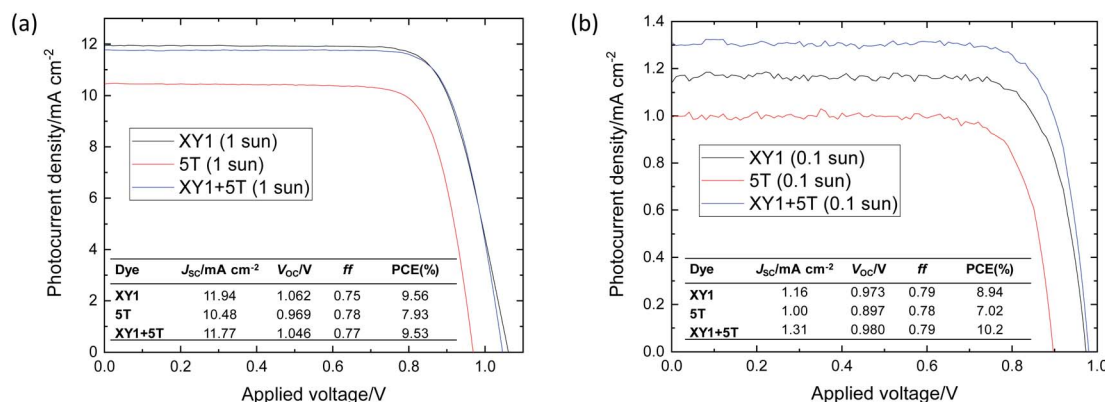 (a)
Photocurrent density/mA cm-2
12
10
8
6
4
2
0
XY1 (1 sun)
5T (1 sun)
XY1+5T (1 sun)
Dye JSC/mA cm-2 VOC/V ff PCE(%)
XY1 11.94 1.062 0.75 9.56
5T 10.48 0.969 0.78 7.93
XY1+5T 11.77 1.046 0.77 9.53
0.0 0.2 0.4 0.6 0.8 1.0
Applied voltage/V
(b)
Photocurrent density/mA cm-2
1.4
1.2
1.0
0.8
0.6
0.4
0.2
0.0
XY1 (0.1 sun)
5T (0.1 sun)
XY1+5T (0.1 sun)
Dye JSC/mA cm-2 VOC/V ff PCE(%)
XY1 1.16 0.973 0.79 8.94
5T 1.00 0.897 0.78 7.02
XY1+5T 1.31 0.980 0.79 10.2
0.0 0.2 0.4 0.6 0.8 1.0
Applied voltage/V